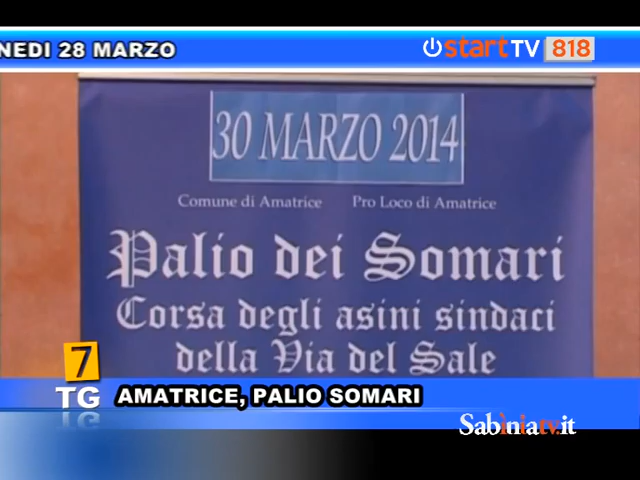 NEDI 28 MARZO
startTV 818
30 MARZO 2014
Comune di Amatrice Pro Loco di Amatrice
Palio dei Somari
Corsa degli asini sindaci
della Via del Sale
7
TG AMATRICE, PALIO SOMARI
Sabiniatv.it